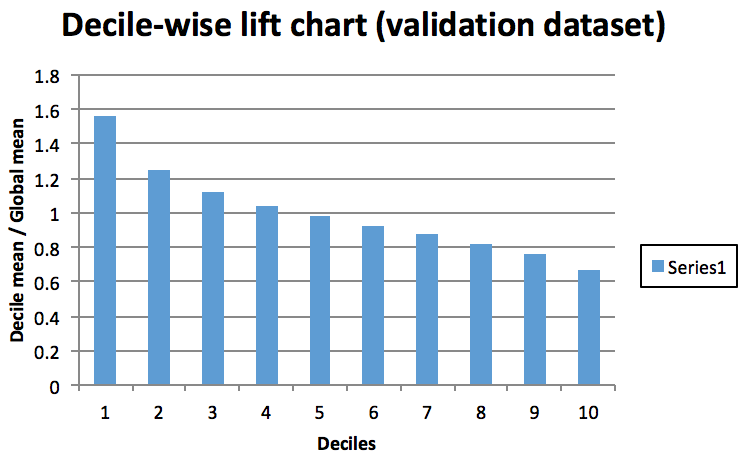 Decile-wise lift chart (validation dataset)
Decile mean / Global mean
1.8
1.6
1.4
1.2
1
0.8
0.6
0.4
0.2
0
1 2 3 4 5 6 7 8 9 10
Deciles
Series1